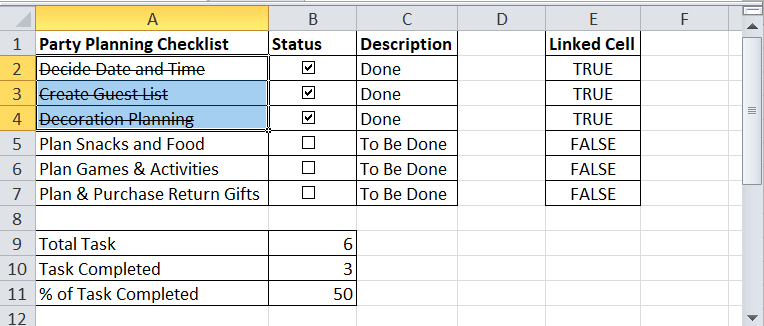 A B C D E F
1 Party Planning Checklist Status Description Linked Cell
2 Decide Date and Time Done TRUE
3 Create Guest List Done TRUE
4 Decoration Planning Done TRUE
5 Plan Snacks and Food To Be Done FALSE
6 Plan Games & Activities To Be Done FALSE
7 Plan & Purchase Return Gifts To Be Done FALSE
8
9 Total Task 6
10 Task Completed 3
11 % of Task Completed 50
12